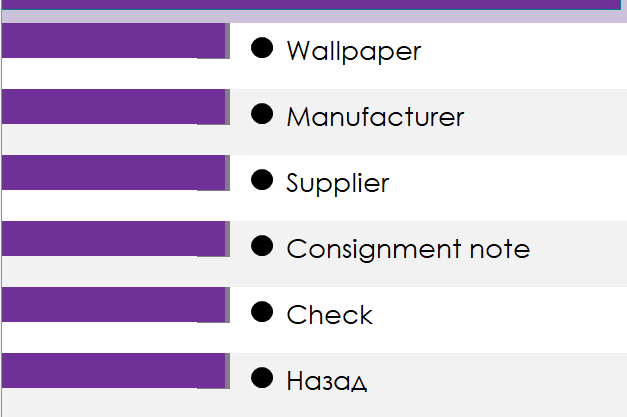 Wallpaper
Manufacturer
Supplier
Consignment note
Check
Назад